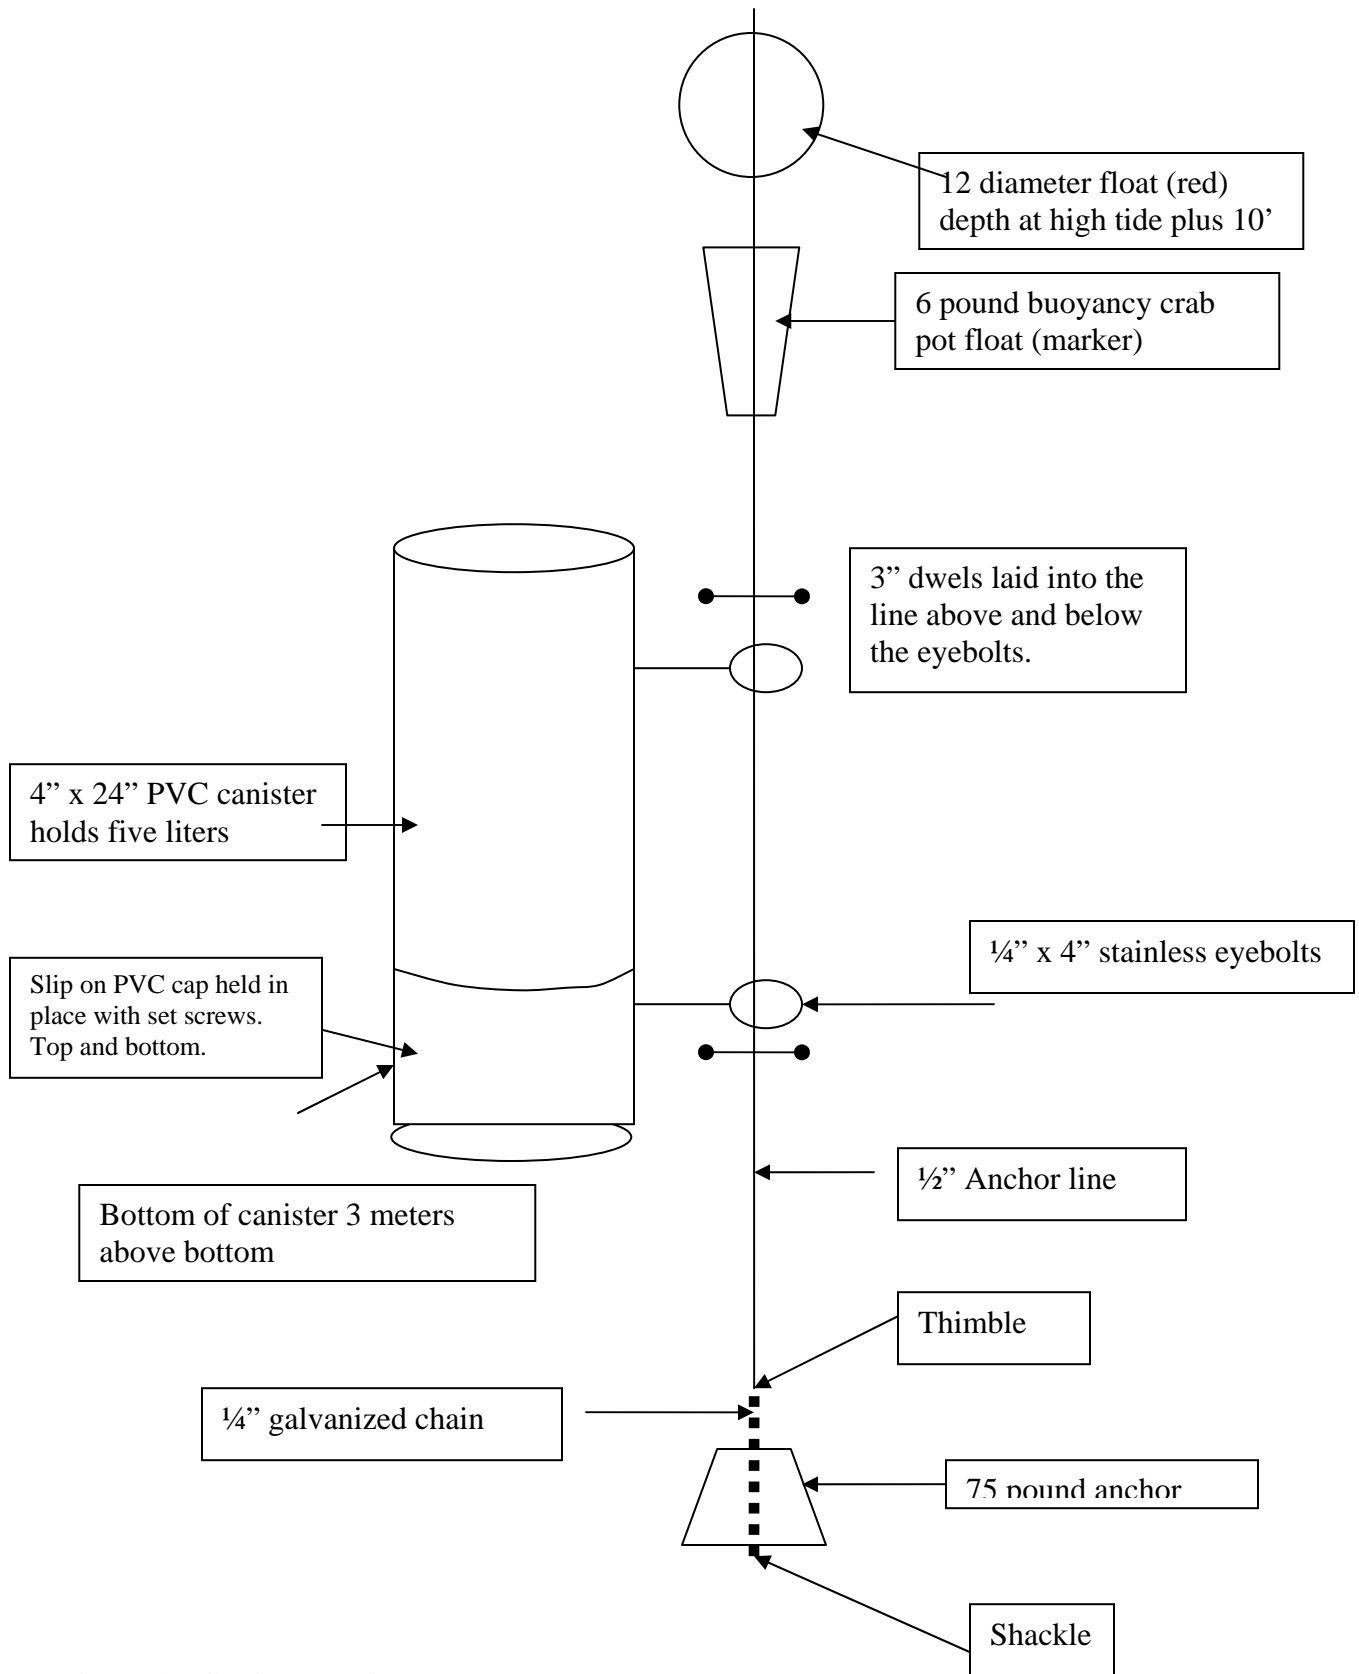 12 diameter float (red)
depth at high tide plus 10’
6 pound buoyancy crab
pot float (marker)
3” dwels laid into the
line above and below
the eyebolts.
4” x 24” PVC canister
holds five liters
¼” x 4” stainless eyebolts
Slip on PVC cap held in
place with set screws.
Top and bottom.
½” Anchor line
Bottom of canister 3 meters
above bottom
Thimble
¼” galvanized chain
75 pound anchor
Shackle